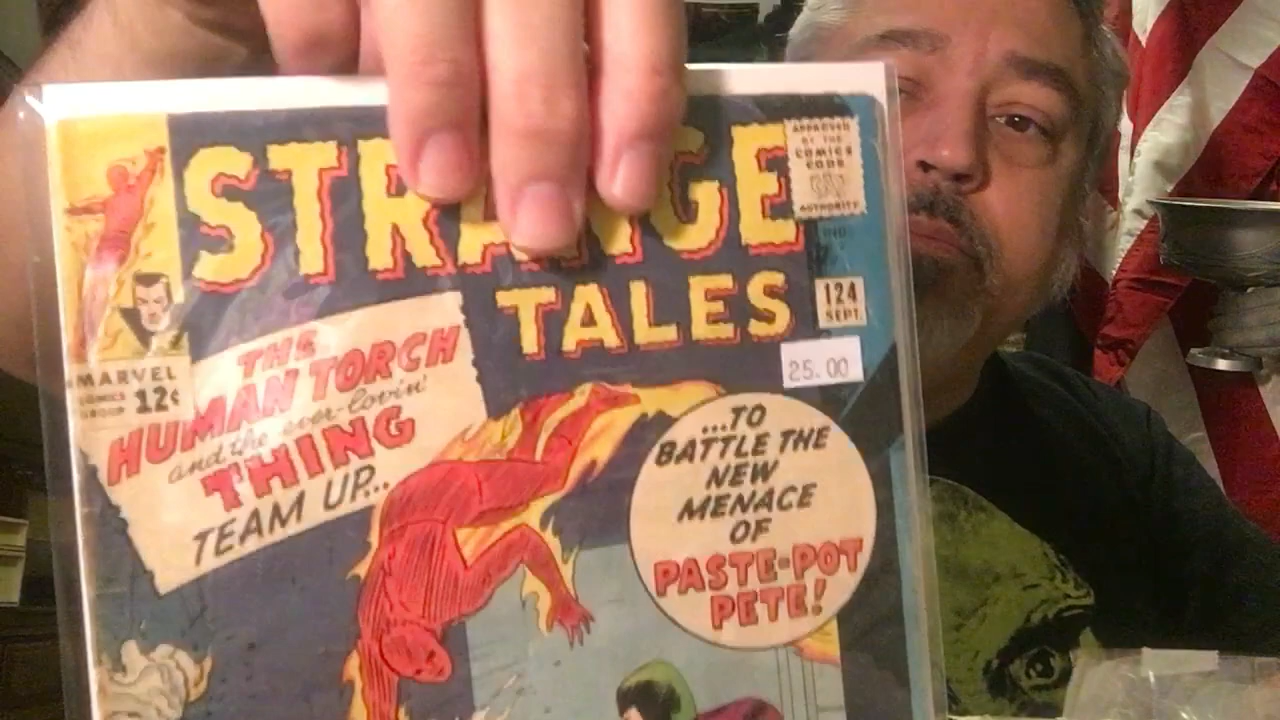 STRANGE
TALES
APPROVED
BY THE
COMICS
CODE
AUTHORITY
IND.
124
SEPT.
25.00
MARVEL
COMICS
GROUP
12¢
THE
HUMAN TORCH
and the ever-lovin'
THING
TEAM UP...
...TO
BATTLE THE
NEW
MENACE
OF
PASTE-POT
PETE!